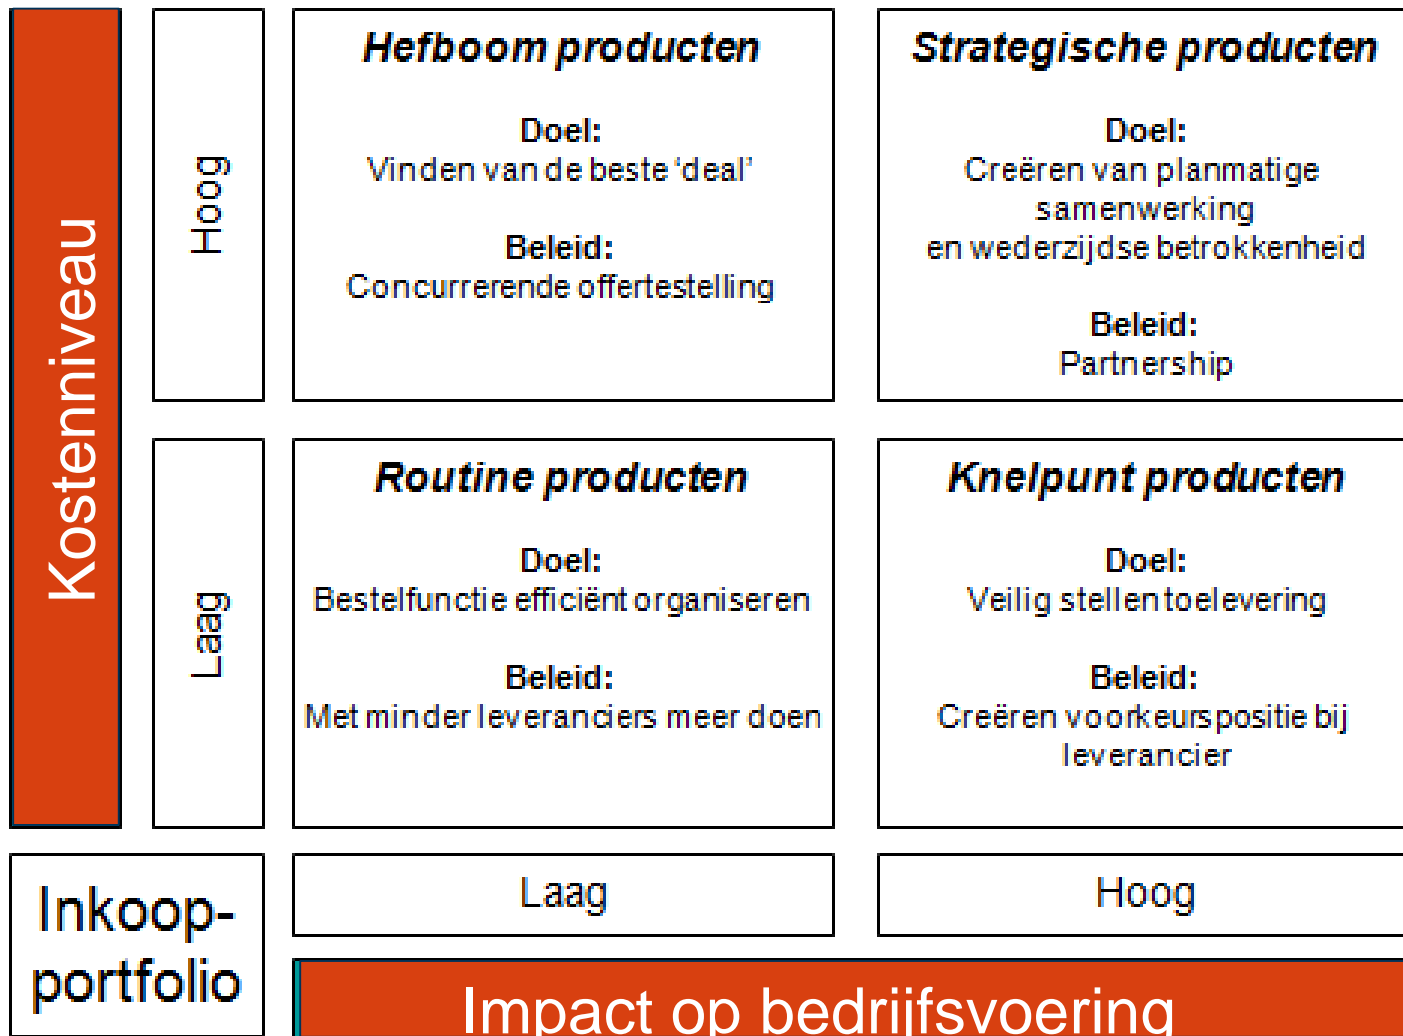 Kostenniveau
Hoog
Hefboom producten
Doel:
Vinden van de beste ‘deal’
Beleid:
Concurrerende offertestelling
Strategische producten
Doel:
Creëren van planmatige
samenwerking
en wederzijdse betrokkenheid
Beleid:
Partnership
Laag
Routine producten
Doel:
Bestelfunctie efficiënt organiseren
Beleid:
Met minder leveranciers meer doen
Knelpunt producten
Doel:
Veilig stellen toelevering
Beleid:
Creëren voorkeurspositie bij
leverancier
Inkoop-
portfolio
Laag
Hoog
Impact op bedrijfsvoering